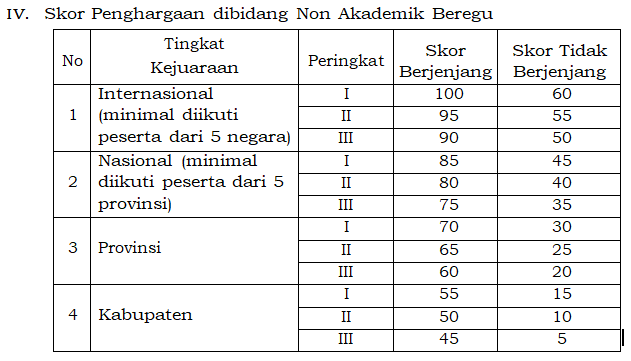 IV. Skor Penghargaan dibidang Non Akademik Beregu
No Tingkat Kejuaraan Peringkat Skor Berjenjang Skor Tidak Berjenjang
1 Internasional (minimal diikuti peserta dari 5 negara) I 100 60
II 95 55
III 90 50
2 Nasional (minimal diikuti peserta dari 5 provinsi) I 85 45
II 80 40
III 75 35
3 Provinsi I 70 30
II 65 25
III 60 20
4 Kabupaten I 55 15
II 50 10
III 45 5